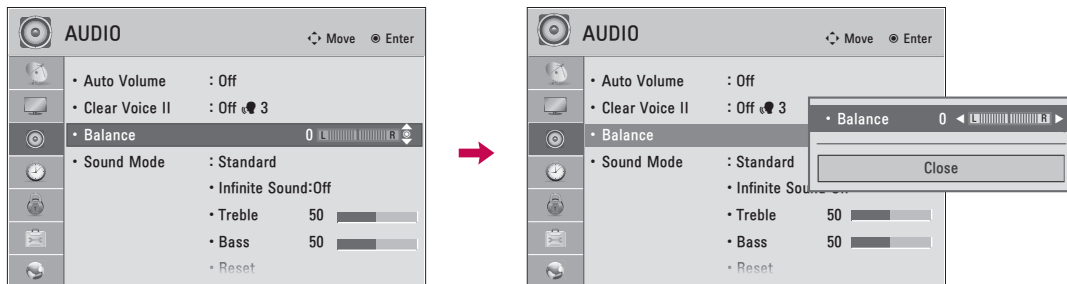 AUDIO
Move
Enter
• Auto Volume : Off
• Clear Voice II : Off 3
• Balance 0 L R
• Sound Mode : Standard
• Infinite Sound:Off
• Treble 50
• Bass 50
• Reset
AUDIO
Move
Enter
• Auto Volume : Off
• Clear Voice II : Off 3
• Balance
• Sound Mode : Standard
• Infinite Sound:Off
• Treble 50
• Bass 50
• Reset
• Balance 0 L R
Close